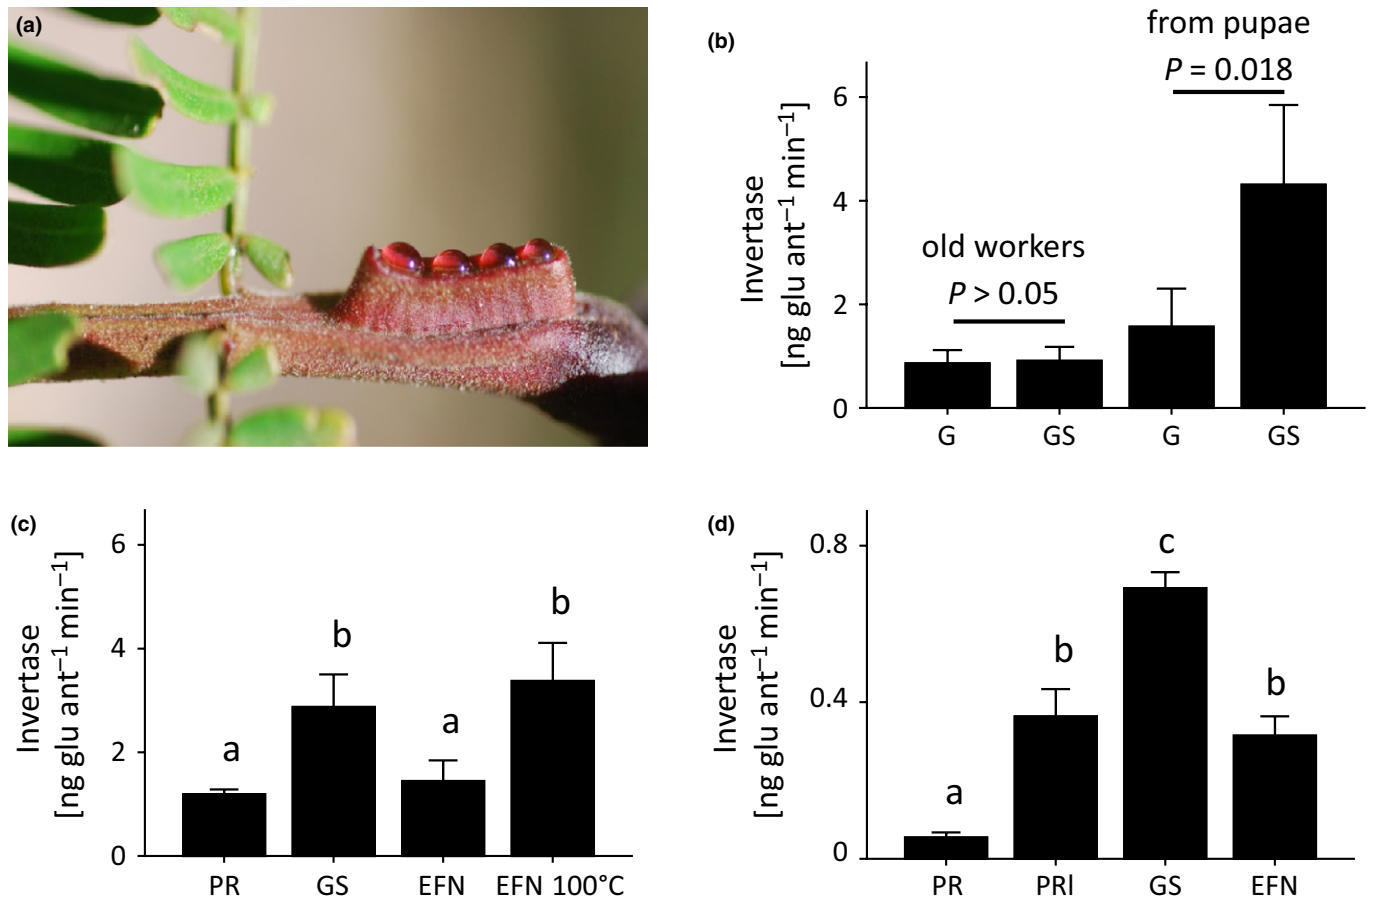 (a)
(b)
from pupae
P = 0.018
old workers
P > 0.05
Invertase
[ng glu ant⁻¹ min⁻¹]
6
4
2
0
G GS G GS
(c)
Invertase
[ng glu ant⁻¹ min⁻¹]
6
4
2
0
a b a b
PR GS EFN EFN 100°C
(d)
Invertase
[ng glu ant⁻¹ min⁻¹]
0.8
0.4
0
a b c b
PR PRl GS EFN